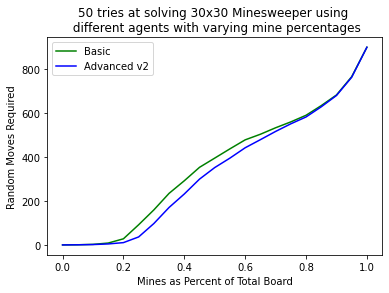 50 tries at solving 30x30 Minesweeper using
different agents with varying mine percentages
Basic
Advanced v2
Random Moves Required
800
600
400
200
0
0.0 0.2 0.4 0.6 0.8 1.0
Mines as Percent of Total Board